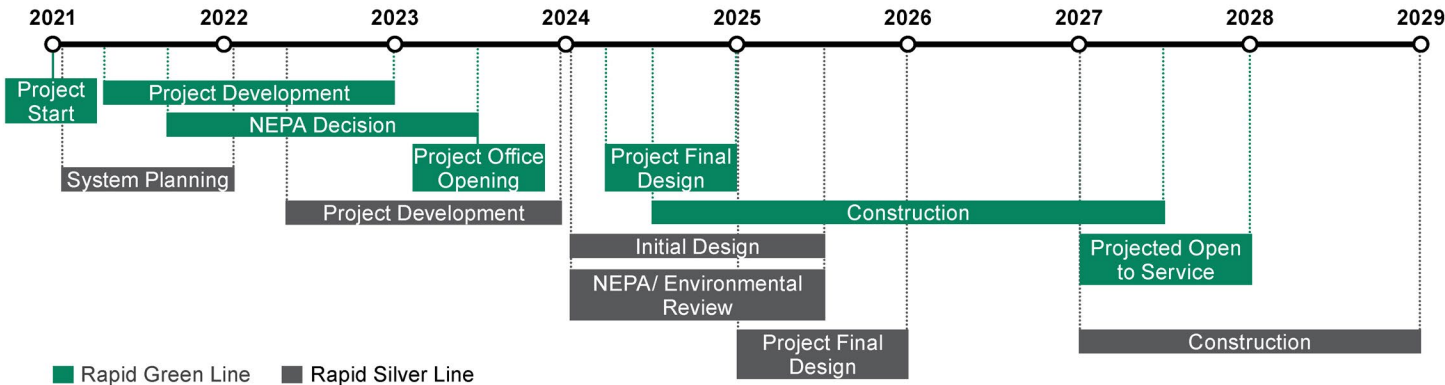 2021 2022 2023 2024 2025 2026 2027 2028 2029
Project
Start
Project Development
NEPA Decision
Project Office
Opening
System Planning
Project Development
Project Final
Design
Construction
Initial Design
NEPA/ Environmental
Review
Projected Open
to Service
Project Final
Design
Construction
Rapid Green Line
Rapid Silver Line